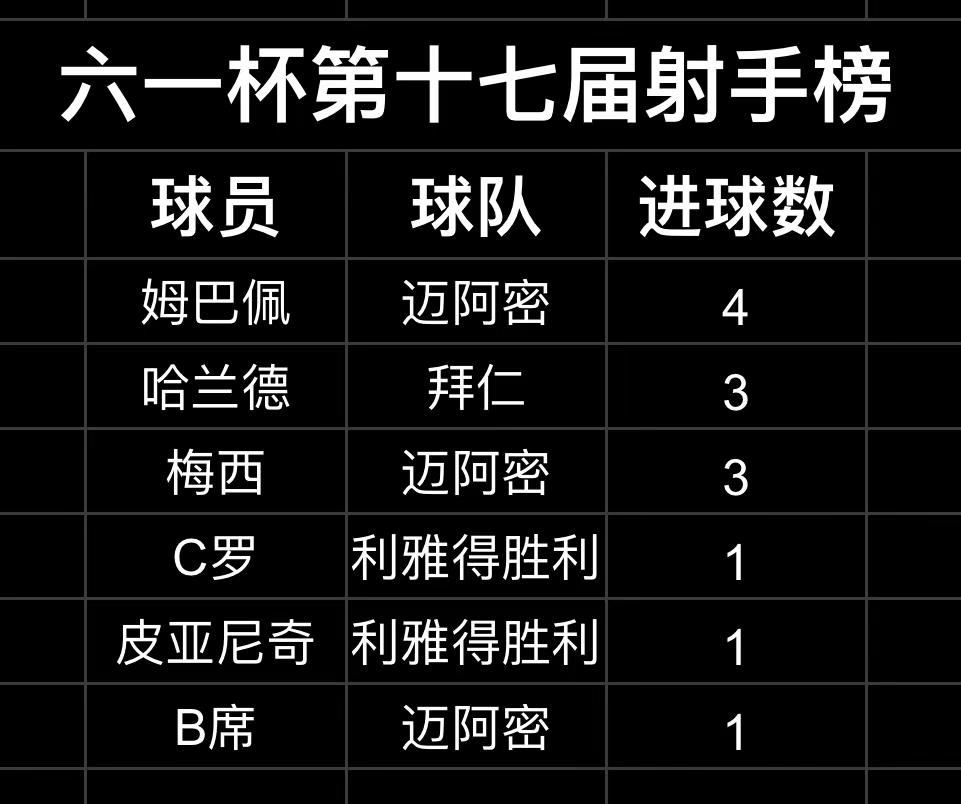 六一杯第十七届射手榜
球员 球队 进球数
姆巴佩 迈阿密 4
哈兰德 拜仁 3
梅西 迈阿密 3
C罗 利雅得胜利 1
皮亚尼奇 利雅得胜利 1
B席 迈阿密 1